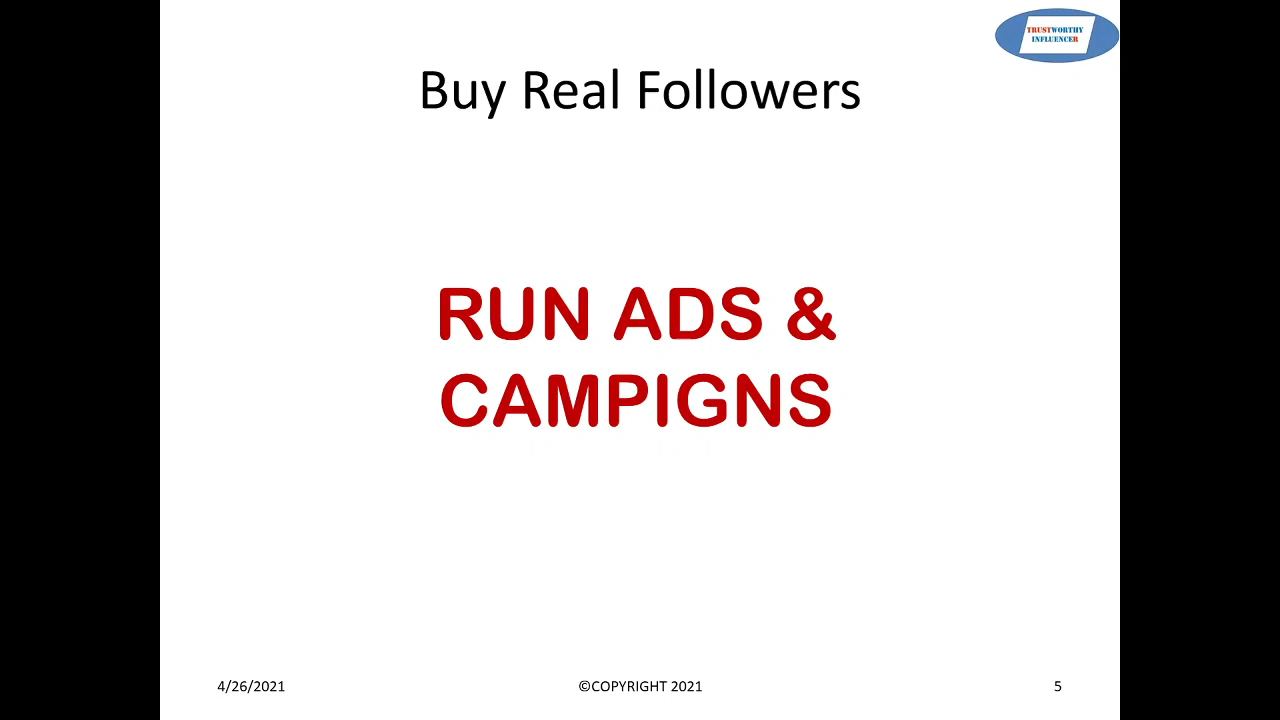 TRUSTWORTHY
INFLUENCER
Buy Real Followers
RUN ADS &
CAMPIGNS
4/26/2021
©COPYRIGHT 2021
5